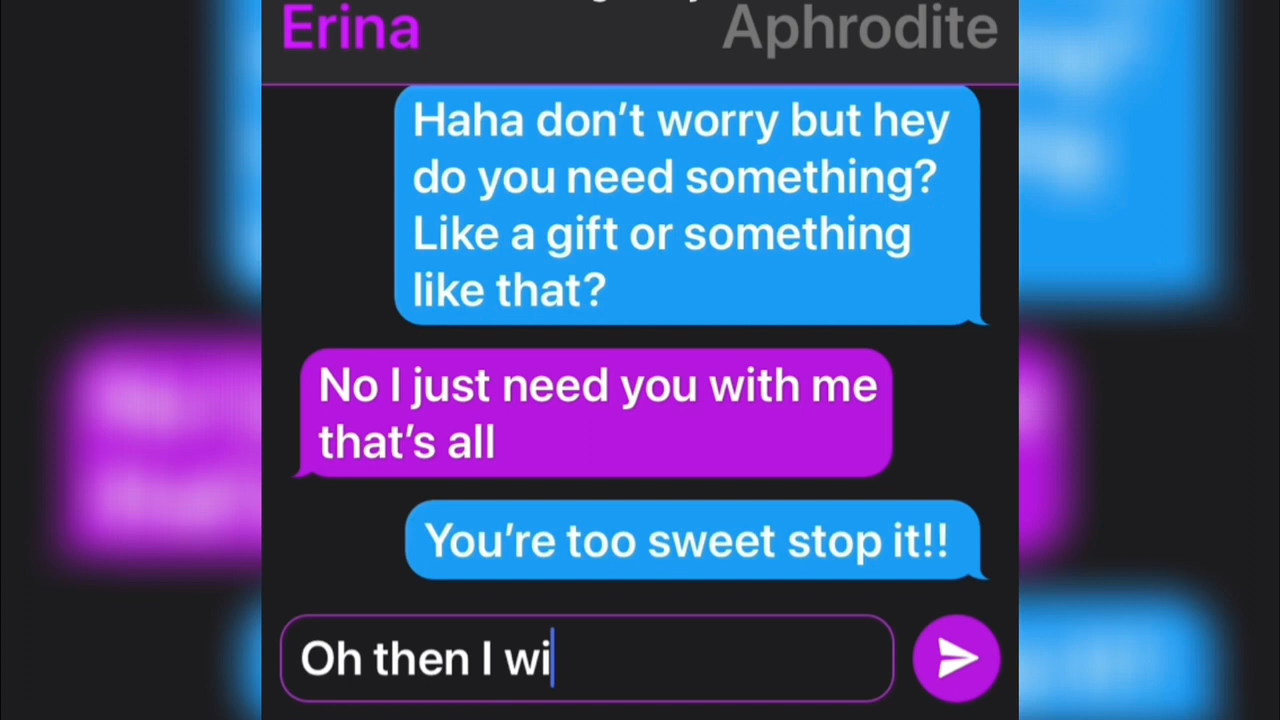 Erina
Aphrodite
Haha don’t worry but hey
do you need something?
Like a gift or something
like that?
No I just need you with me
that’s all
You’re too sweet stop it!!
Oh then I wi